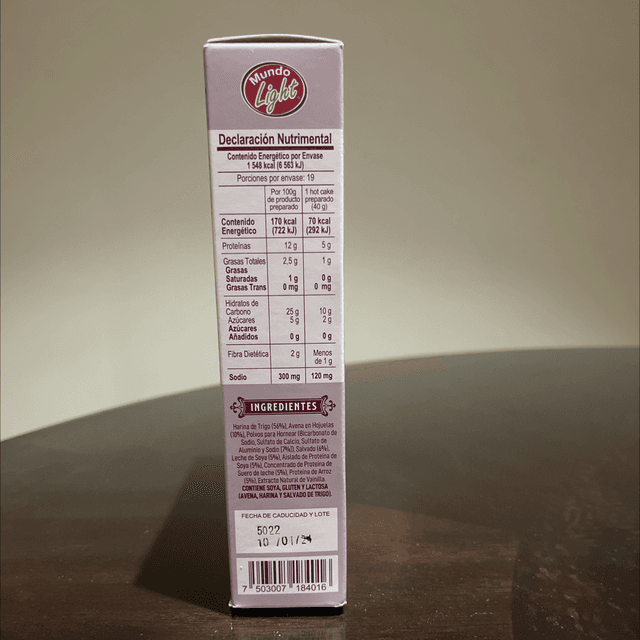 Mundo
Light
Declaración Nutrimental
Contenido Energético por Envase
1 548 kcal (6 563 kJ)
Porciones por envase: 19
Por 100g de producto preparado 1 hot cake preparado (40 g)
Contenido Energético 170 kcal (722 kJ) 70 kcal (292 kJ)
Proteínas 12 g 5 g
Grasas Totales 2,5 g 1 g
Grasas Saturadas 1 g 0 g
Grasas Trans 0 mg 0 mg
Hidratos de Carbono 25 g 10 g
Azúcares 5 g 2 g
Azúcares Añadidos 0 g 0 g
Fibra Dietética 2 g Menos de 1 g
Sodio 300 mg 120 mg
INGREDIENTES
Harina de Trigo (56%), Avena en Hojuelas
(10%), Polvos para Hornear (Bicarbonato de
Sodio, Sulfato de Calcio, Sulfato de
Aluminio y Sodio [7%]), Salvado (6%),
Leche de Soya (5%), Aislado de Proteína de
Soya (5%), Concentrado de Proteína de
Suero de leche (5%), Proteína de Arroz
(5%), Extracto Natural de Vainilla.
CONTIENE SOYA, GLUTEN Y LACTOSA
(AVENA, HARINA Y SALVADO DE TRIGO).
FECHA DE CADUCIDAD Y LOTE
5022
10 /01/24
7 503007 184016